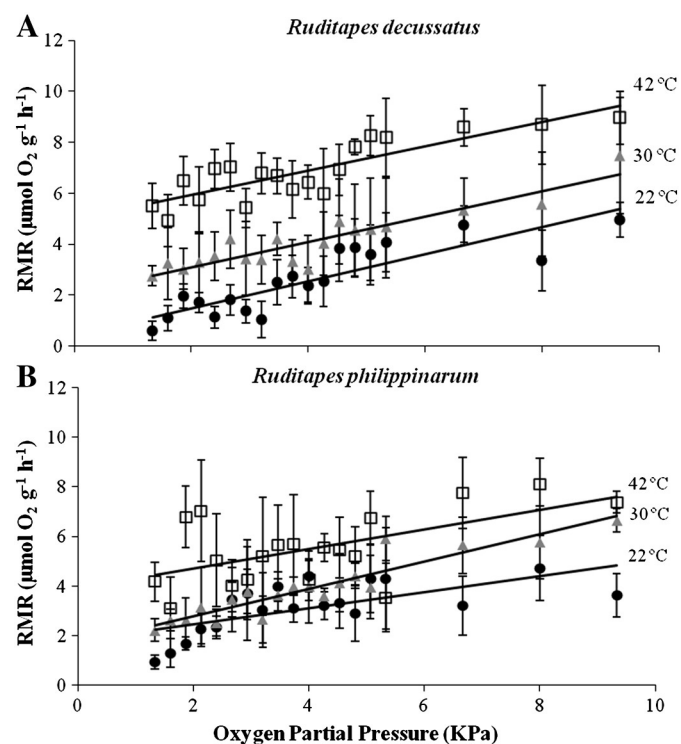 A
Ruditapes decussatus
12
10
8
6
4
2
0
RMR (µmol O₂ g⁻¹ h⁻¹)
42 °C
30 °C
22°C
B
Ruditapes philippinarum
12
10
8
6
4
2
0
RMR (µmol O₂ g⁻¹ h⁻¹)
42°C
30°C
22°C
0 2 4 6 8 10
Oxygen Partial Pressure (KPa)